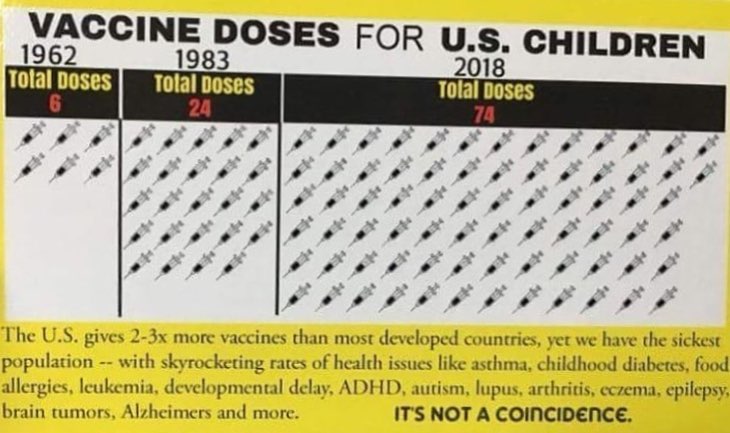 VACCINE DOSES FOR U.S. CHILDREN
1962
1983
2018
Total Doses
6
Total Doses
24
Total Doses
74
The U.S. gives 2-3x more vaccines than most developed countries, yet we have the sickest
population -- with skyrocketing rates of health issues like asthma, childhood diabetes, food
allergies, leukemia, developmental delay, ADHD, autism, lupus, arthritis, eczema, epilepsy,
brain tumors, Alzheimers and more. IT'S NOT A COINCIDENCE.